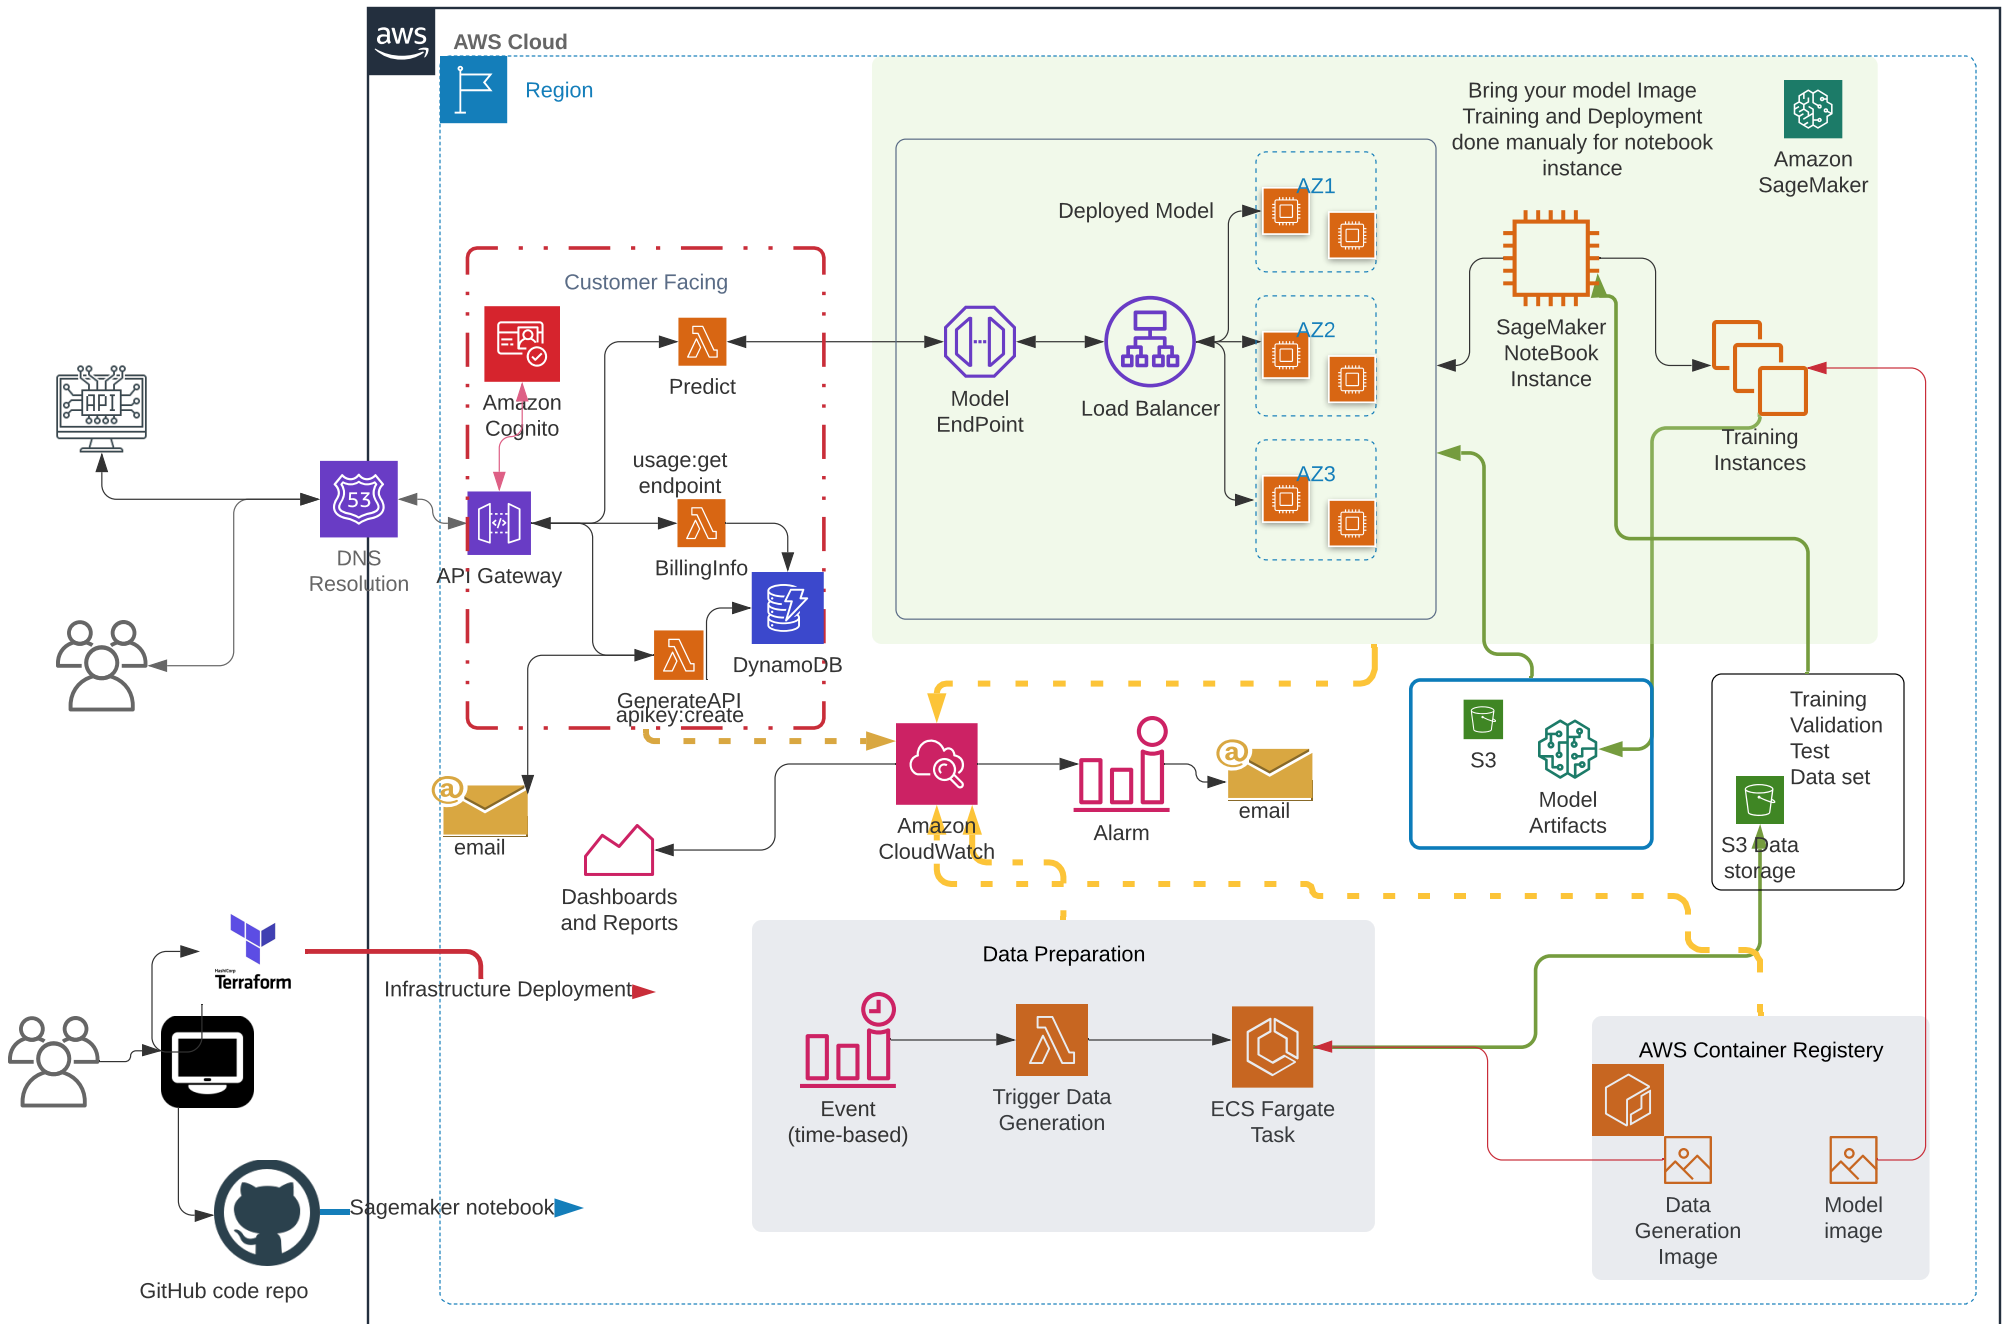 aws
AWS Cloud
Region
Bring your model Image
Training and Deployment
done manualy for notebook
instance
Amazon
SageMaker
Deployed Model
AZ1
AZ2
AZ3
Customer Facing
Amazon
Cognito
Predict
Model
EndPoint
Load Balancer
SageMaker
NoteBook
Instance
Training
Instances
API
53
DNS
Resolution
API Gateway
usage:get
endpoint
BillingInfo
DynamoDB
GenerateAPI
apikey:create
@
email
Amazon
CloudWatch
Alarm
@
email
Dashboards
and Reports
S3
Model
Artifacts
Training
Validation
Test
Data set
S3 Data
storage
HashiCorp
Terraform
Infrastructure Deployment
Data Preparation
Event
(time-based)
Trigger Data
Generation
ECS Fargate
Task
AWS Container Registery
Data
Generation
Image
Model
image
Sagemaker notebook
GitHub code repo